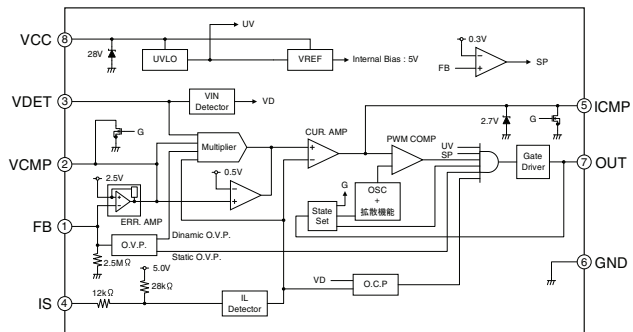 VCC
8
28V
UVLO
UV
VREF
Internal Bias : 5V
0.3V
FB
SP
VDET
3
VIN
Detector
VD
5
ICMP
2.7V
G
G
Multiplier
CUR. AMP
PWM COMP
VCMP
2
2.5V
ERR. AMP
0.5V
UV
SP
Gate
Driver
7
OUT
G
OSC
+
拡散機能
State
Set
FB
1
O.V.P.
Dinamic O.V.P.
Static O.V.P.
2.5MΩ
5.0V
28kΩ
6
GND
IS
4
12kΩ
IL
Detector
VD
O.C.P